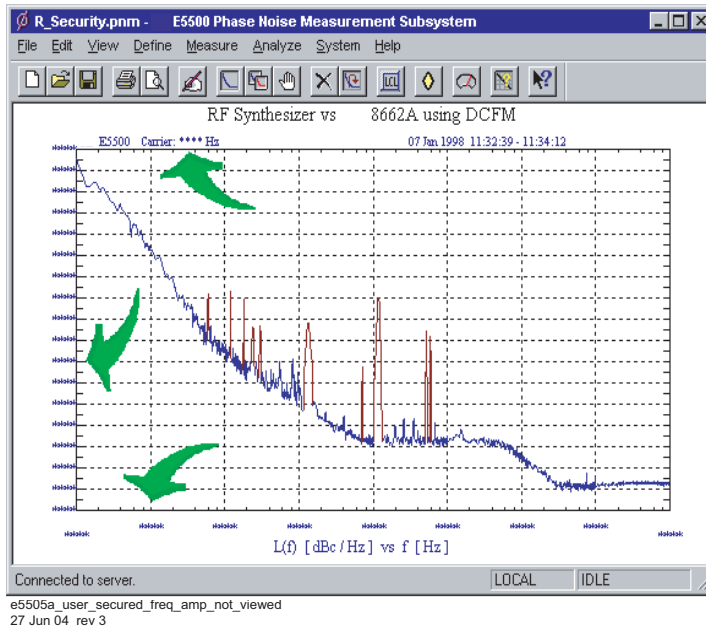 R_Security.pnm - E5500 Phase Noise Measurement Subsystem
File Edit View Define Measure Analyze System Help
RF Synthesizer vs 8662A using DCFM
E5500 Carrier: **** Hz 07 Jan 1998 11:32:39 - 11:34:12
L(f) [dBc/Hz] vs f [Hz]
Connected to server. LOCAL IDLE
e5505a_user_secured_freq_amp_not_viewed
27 Jun 04 rev 3